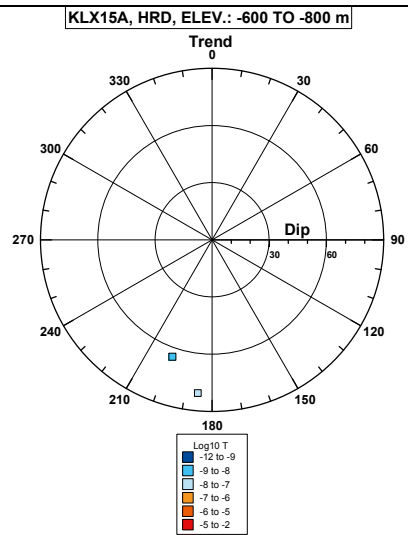 KLX15A, HRD, ELEV.: -600 TO -800 m
Trend
0
330
30
300
60
Dip
270
90
30
60
240
120
210
150
180
Log10 T
-12 to -9
-9 to -8
-8 to -7
-7 to -6
-6 to -5
-5 to -2